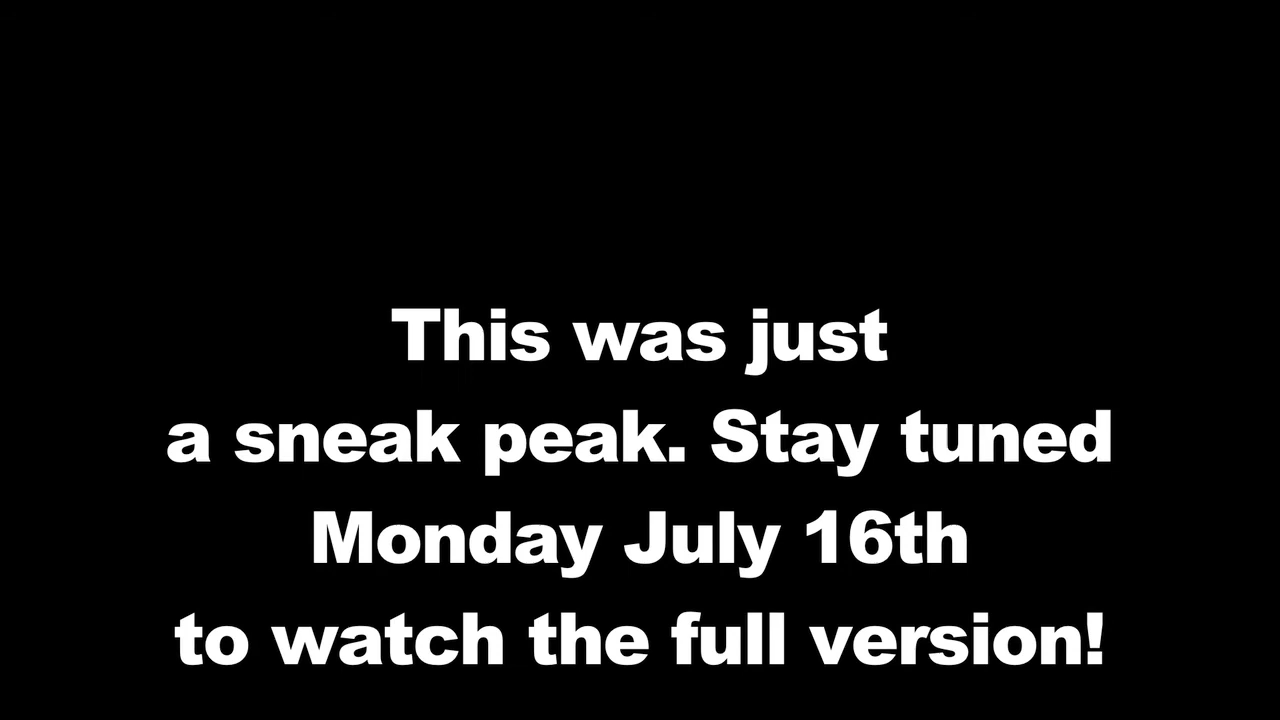 This was just
a sneak peak. Stay tuned
Monday July 16th
to watch the full version!